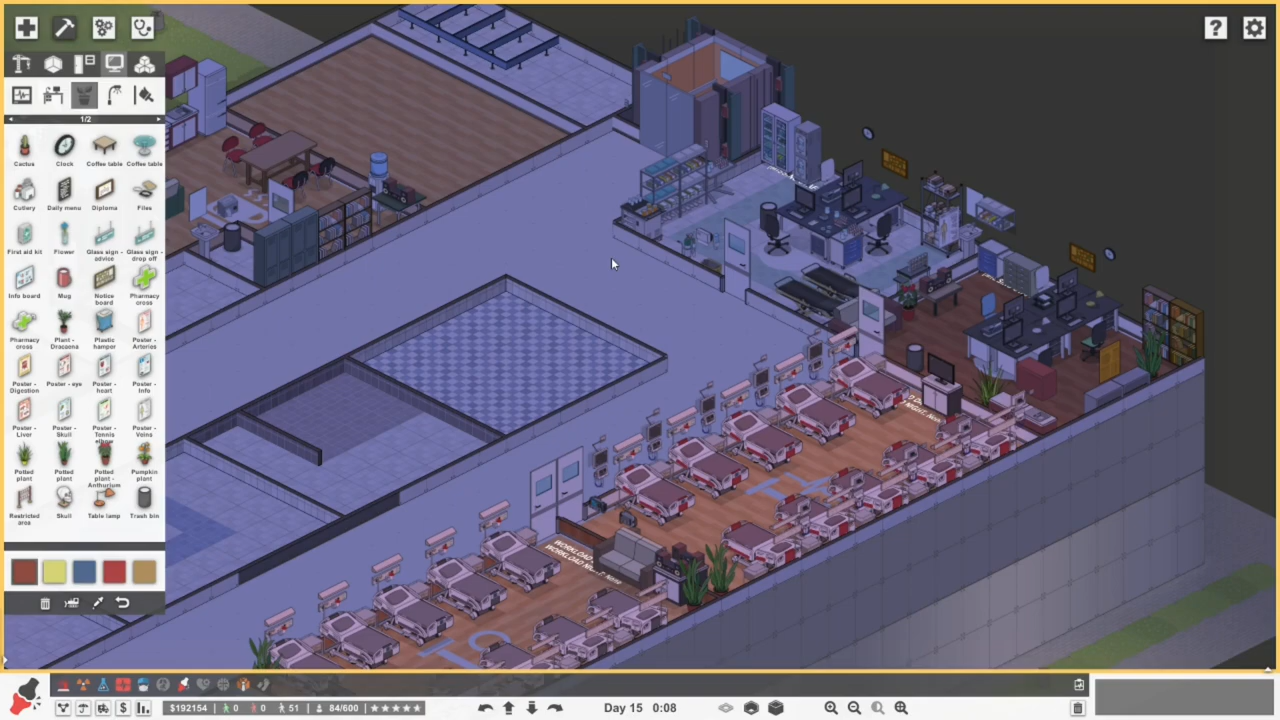 ?
1/2
Cactus Clock Coffee table Coffee table
Cutlery Daily menu Diploma Files
First aid kit Flower Glass sign - advice Glass sign - drop off
Info board Mug Notice board Pharmacy cross
Pharmacy cross Plant - Dracaena Plastic hamper Poster - Arteries
Poster - Digestion Poster - eye Poster - heart Poster - Info
Poster - Liver Poster - Skull Poster - Tennis elbow Poster - Veins
Potted plant Potted plant Potted plant - Anthurium Pumpkin plant
Restricted area Skull Table lamp Trash bin
WORKLOAD
WORKLOAD
$192154 0 0 51 84/600
Day 15 0:08